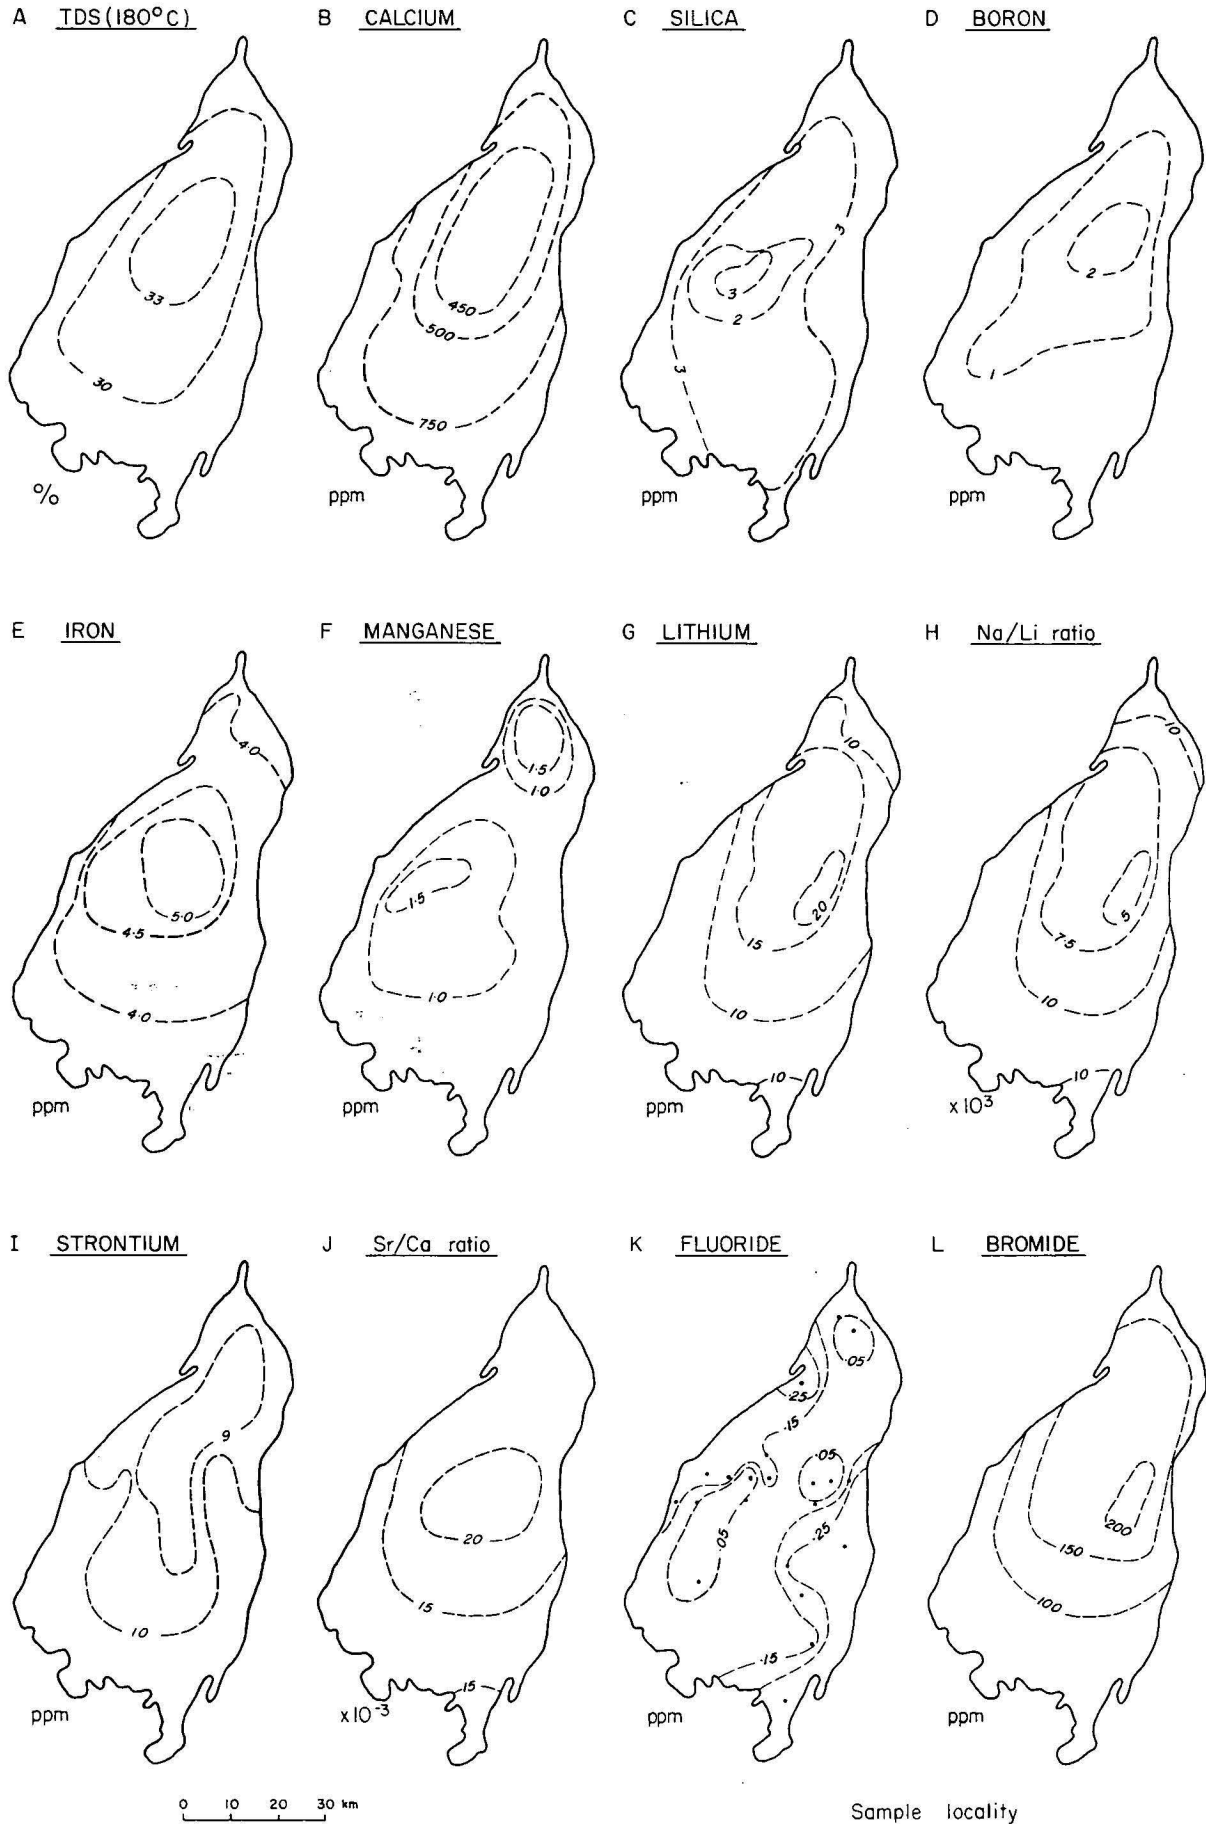 A TDS (180°C)
B CALCIUM
C SILICA
D BORON
33
30
%
450
500
750
ppm
3
3
2
3
ppm
2
1
ppm
E IRON
F MANGANESE
G LITHIUM
H Na/Li ratio
4·0
5·0
4·5
4·0
ppm
1·5
1·0
1·5
1·0
ppm
10
20
15
10
10
ppm
10
5
7·5
10
10
x10³
I STRONTIUM
J Sr/Ca ratio
K FLUORIDE
L BROMIDE
9
10
ppm
20
15
15
x10⁻³
·05
·25
·15
·05
·05
·25
·15
ppm
200
150
100
ppm
0 10 20 30 km
Sample locality